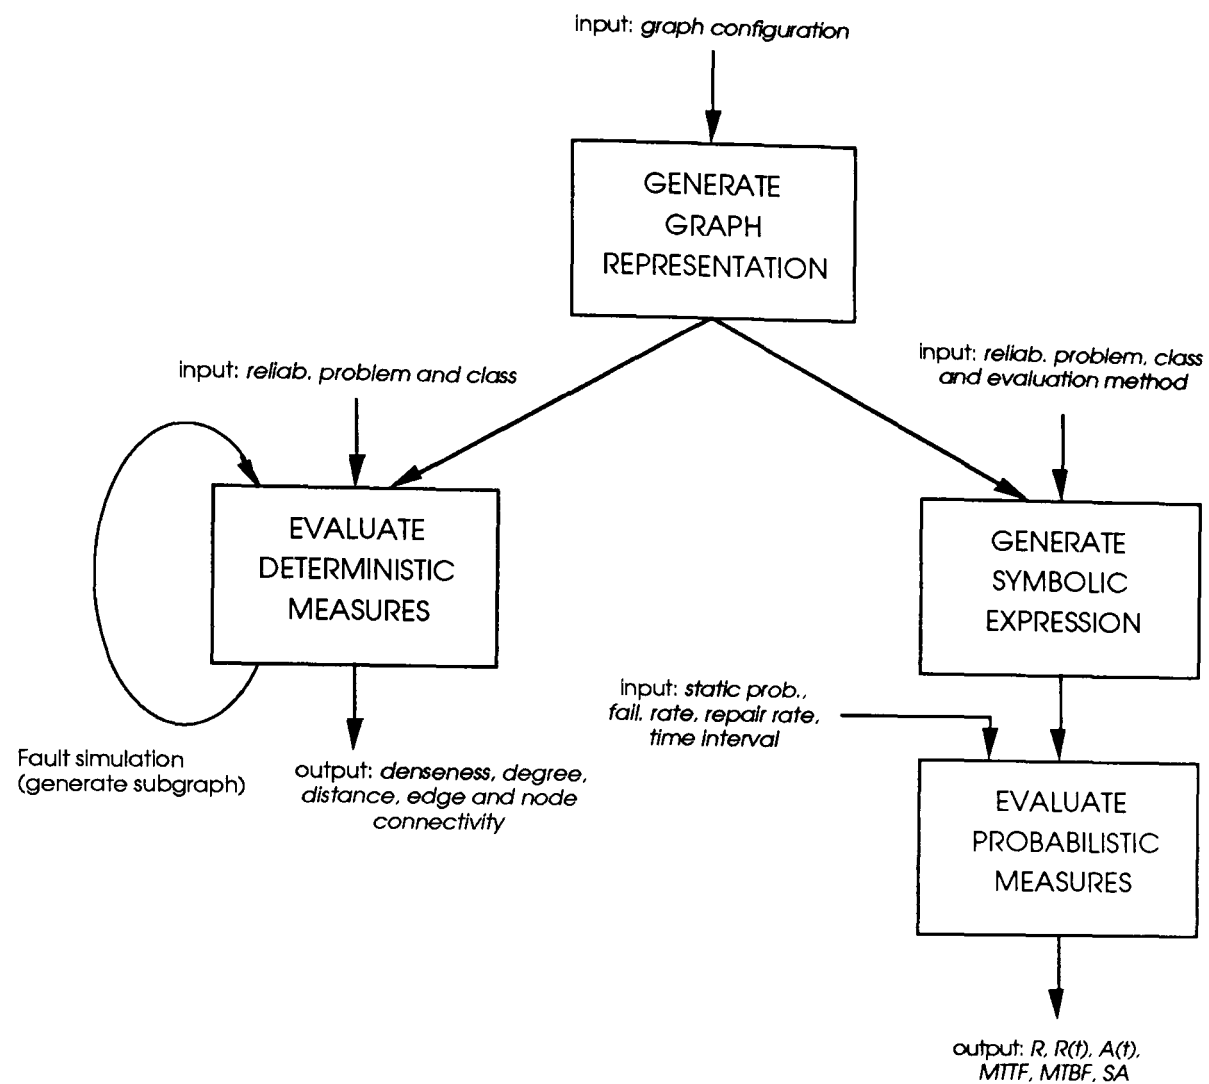 input: graph configuration
GENERATE
GRAPH
REPRESENTATION
input: reliab. problem and class
input: reliab. problem, class
and evaluation method
EVALUATE
DETERMINISTIC
MEASURES
GENERATE
SYMBOLIC
EXPRESSION
input: static prob.,
fail. rate, repair rate,
time interval
Fault simulation
(generate subgraph)
output: denseness, degree,
distance, edge and node
connectivity
EVALUATE
PROBABILISTIC
MEASURES
output: R, R(t), A(t),
MTTF, MTBF, SA